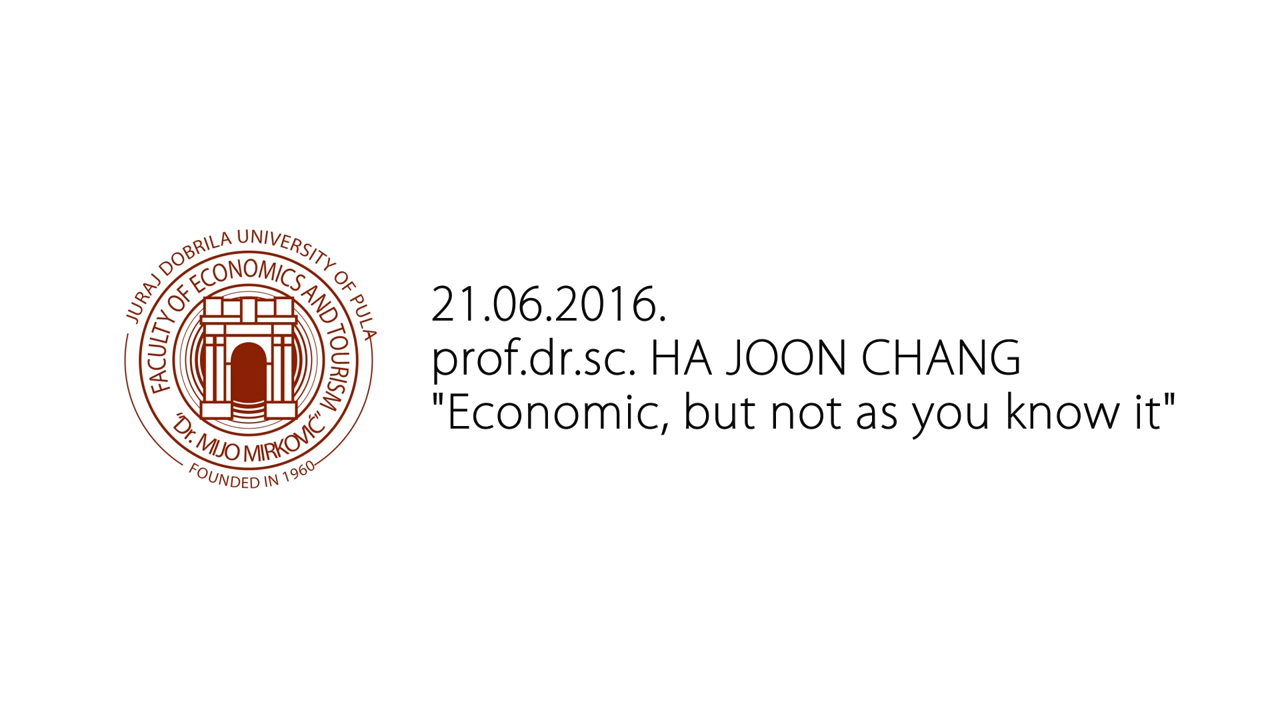 JURAJ DOBRILA UNIVERSITY OF PULA
FACULTY OF ECONOMICS AND TOURISM
"Dr. MIJO MIRKOVIĆ"
FOUNDED IN 1960
21.06.2016.
prof.dr.sc. HA JOON CHANG
"Economic, but not as you know it"